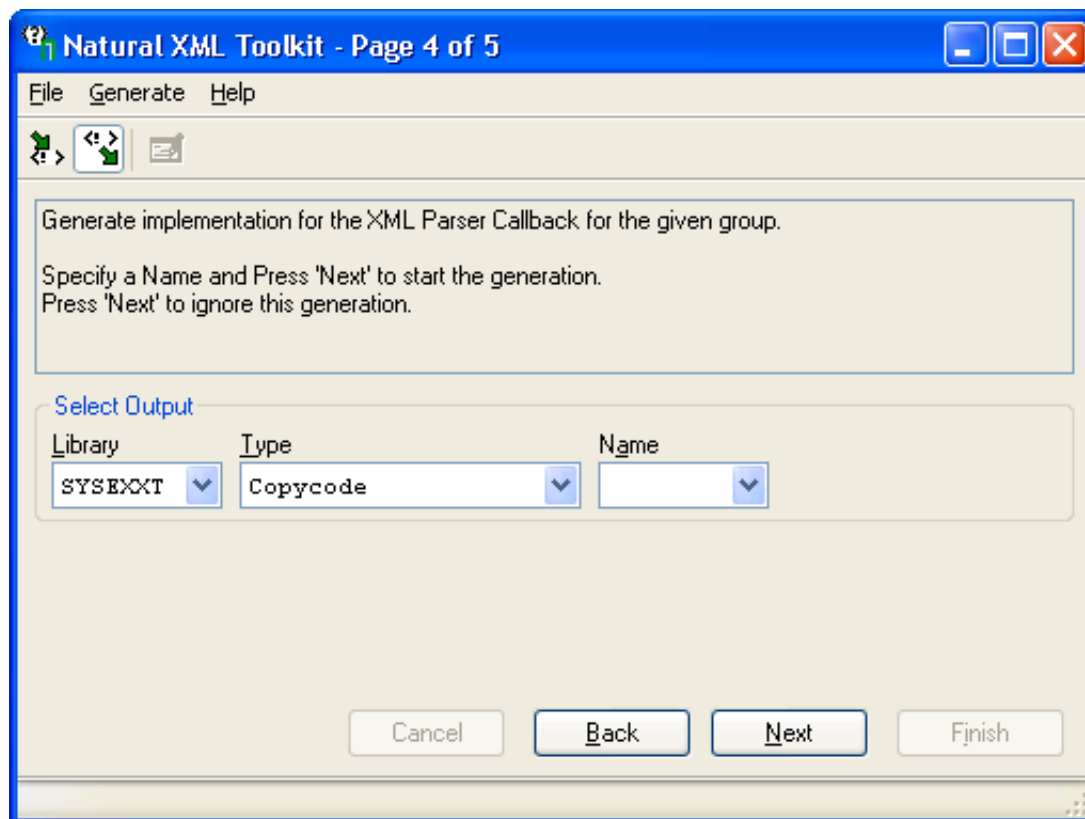 Natural XML Toolkit - Page 4 of 5
File Generate Help
Generate implementation for the XML Parser Callback for the given group.
Specify a Name and Press 'Next' to start the generation.
Press 'Next' to ignore this generation.
Select Output
Library Type Name
SYSEXXT Copycode
Cancel Back Next Finish